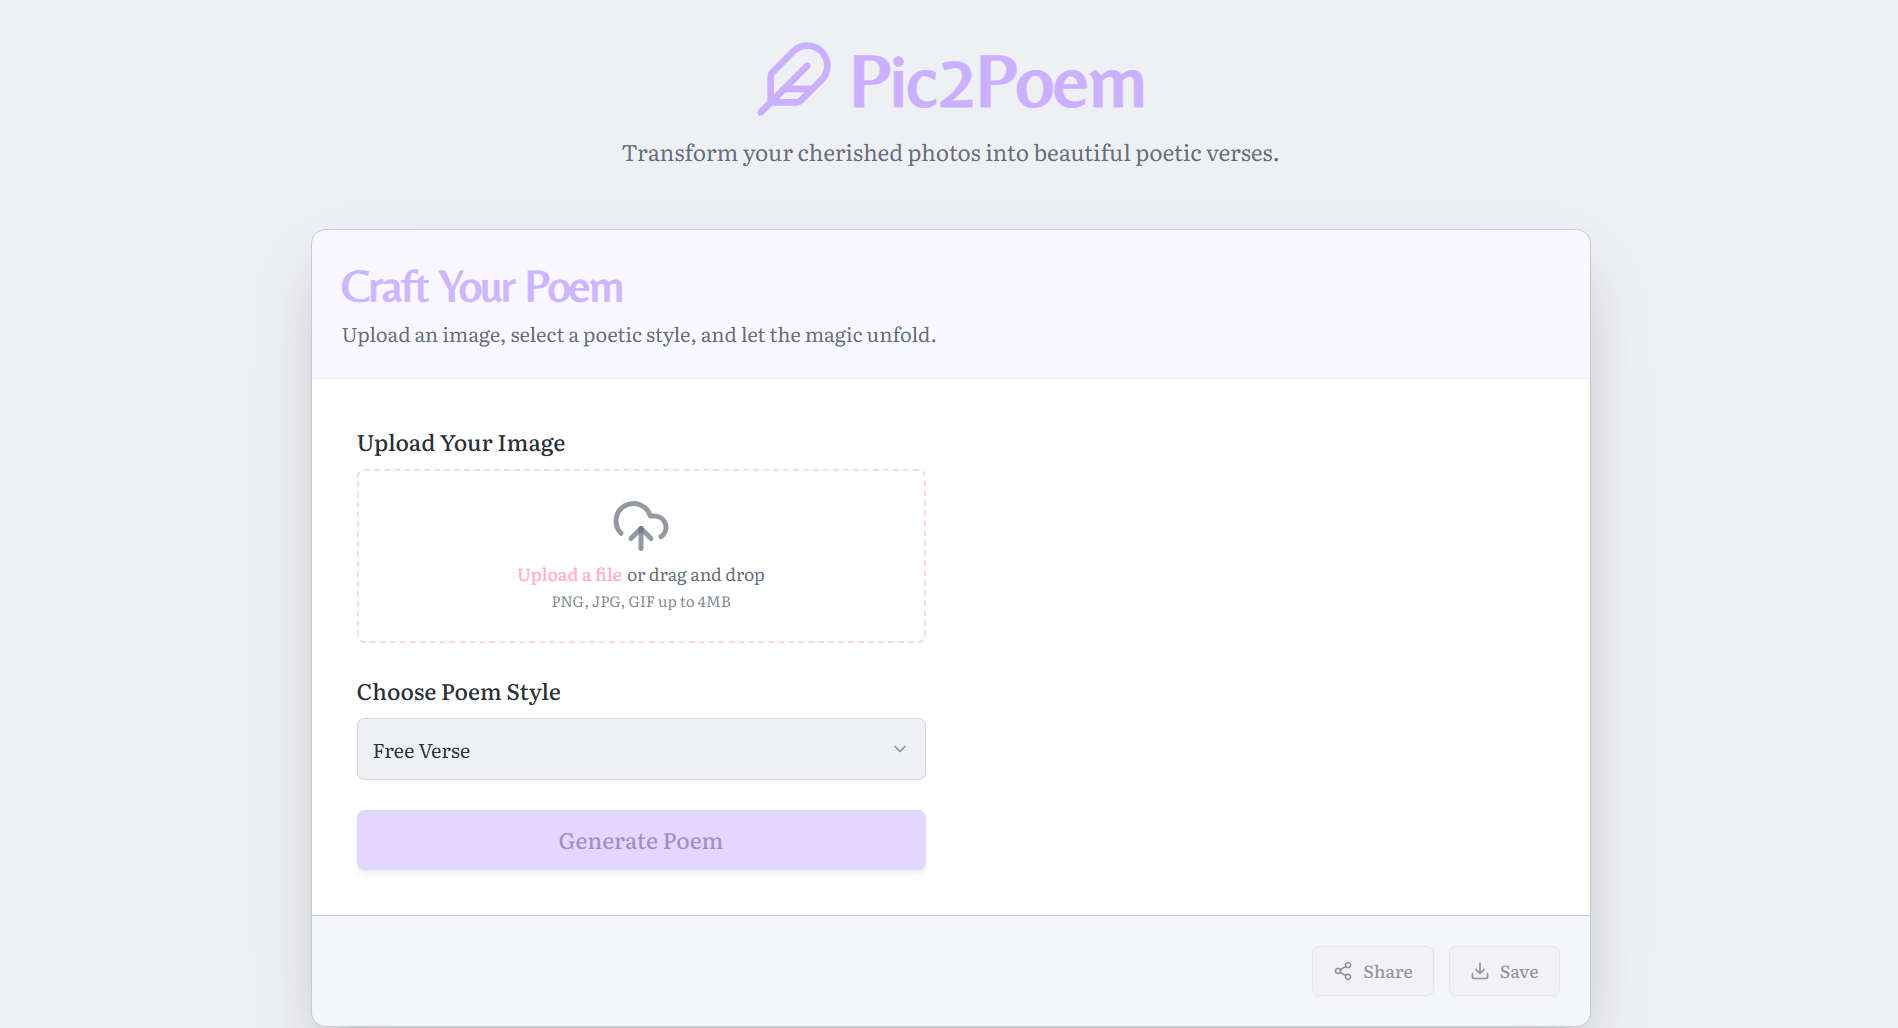 Pic2Poem
Transform your cherished photos into beautiful poetic verses.
Craft Your Poem
Upload an image, select a poetic style, and let the magic unfold.
Upload Your Image
Upload a file or drag and drop
PNG, JPG, GIF up to 4MB
Choose Poem Style
Free Verse
Generate Poem
Share
Save